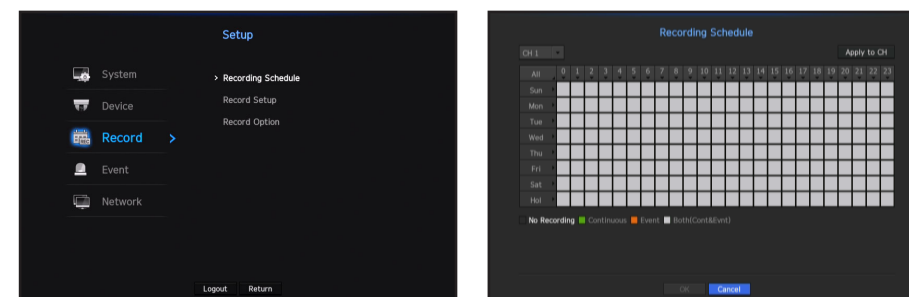 Setup
System
Device
Record >
Event
Network
> Recording Schedule
Record Setup
Record Option
Logout Return
Recording Schedule
CH 1 Apply to CH
All 0 1 2 3 4 5 6 7 8 9 10 11 12 13 14 15 16 17 18 19 20 21 22 23
Sun
Mon
Tue
Wed
Thu
Fri
Sat
Hol
No Recording Continuous Event Both(Cont&Evnt)
OK Cancel